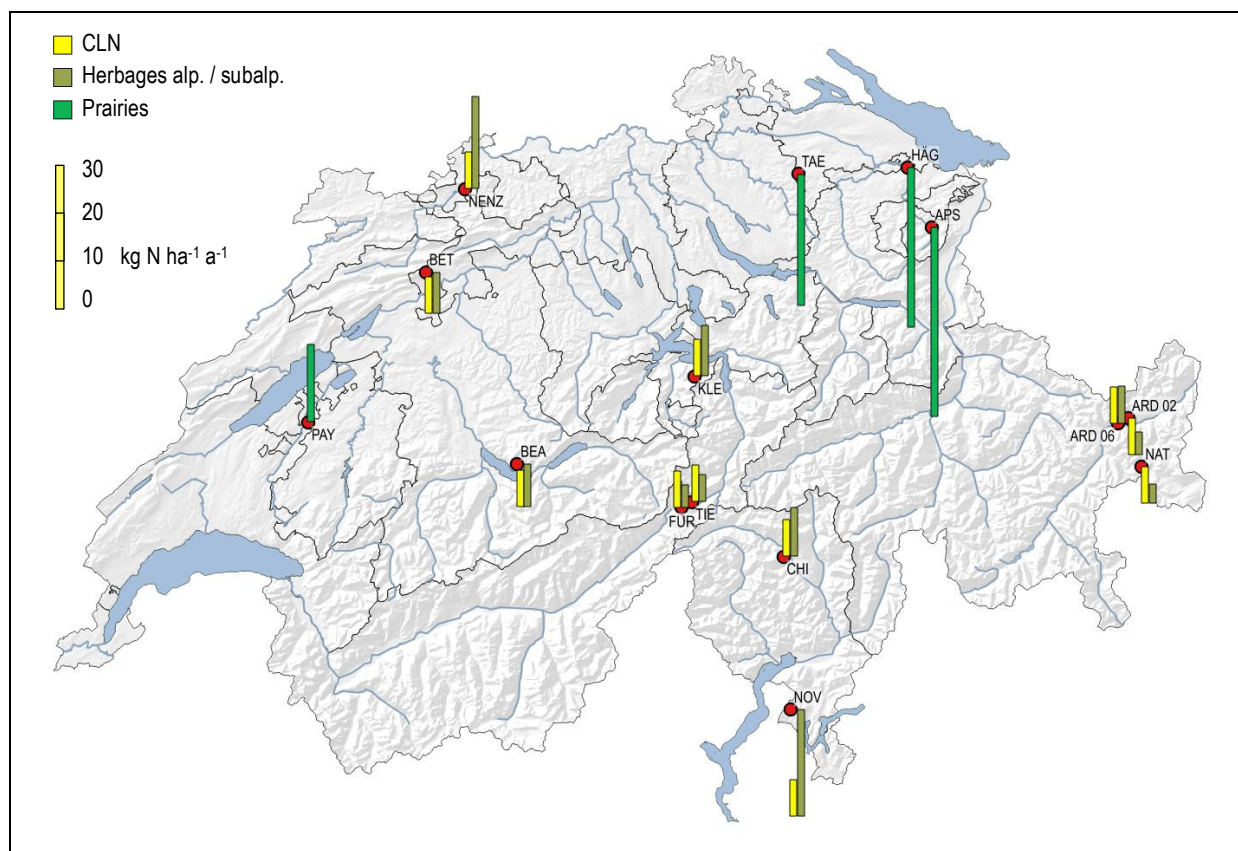 CLN
Herbages alp. / subalp.
Prairies
30
20
10 kg N ha⁻¹ a⁻¹
0
NENZ
TAE
HÄG
APS
BET
KLE
PAY
BEA
ARD 02
ARD 06
NAT
FUR
TIE
CHI
NOV